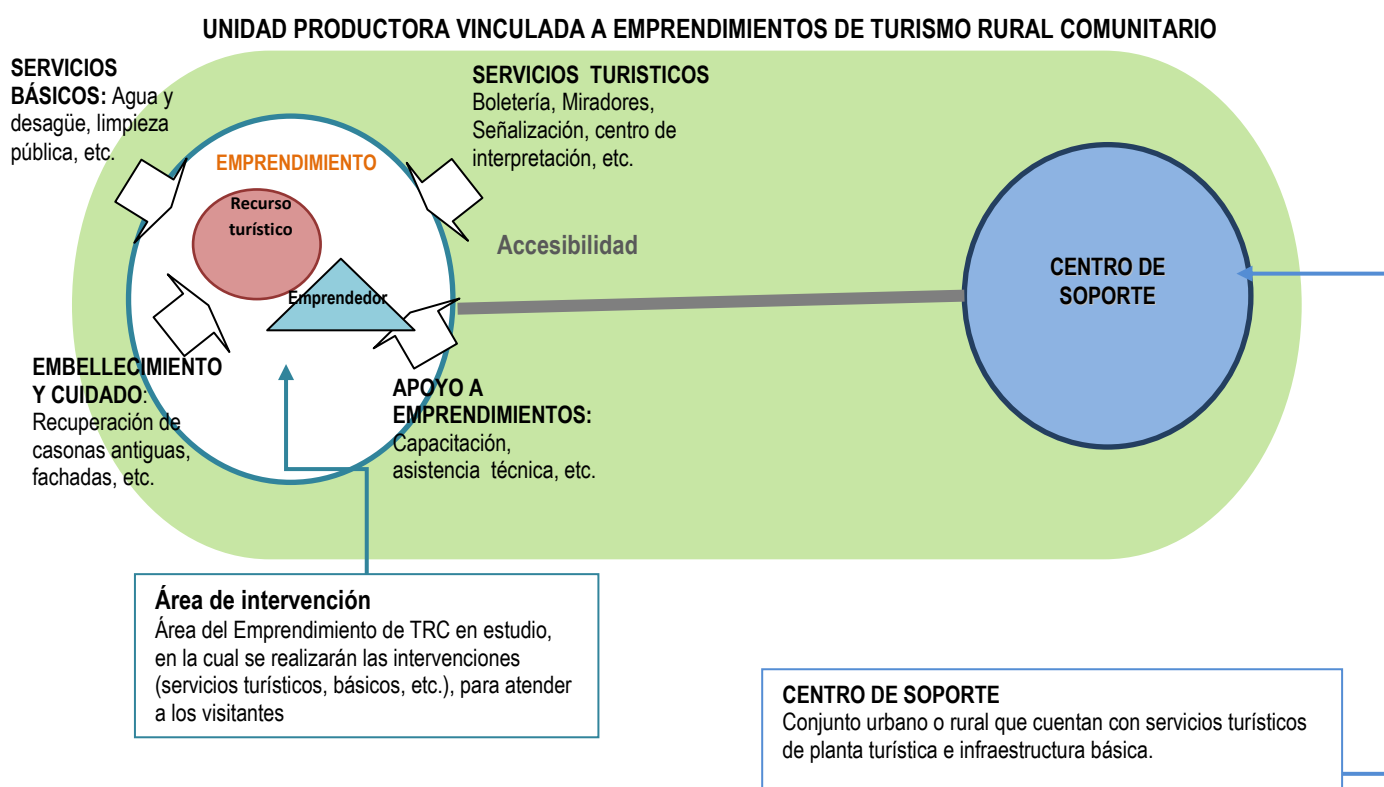 UNIDAD PRODUCTORA VINCULADA A EMPRENDIMIENTOS DE TURISMO RURAL COMUNITARIO
SERVICIOS
BÁSICOS: Agua y
desagüe, limpieza
pública, etc.
SERVICIOS TURISTICOS
Boletería, Miradores,
Señalización, centro de
interpretación, etc.
EMPRENDIMIENTO
Recurso
turístico
Emprendedor
Accesibilidad
CENTRO DE
SOPORTE
EMBELLECIMIENTO
Y CUIDADO:
Recuperación de
casonas antiguas,
fachadas, etc.
APOYO A
EMPRENDIMIENTOS:
Capacitación,
asistencia técnica, etc.
Área de intervención
Área del Emprendimiento de TRC en estudio,
en la cual se realizarán las intervenciones
(servicios turísticos, básicos, etc.), para atender
a los visitantes
CENTRO DE SOPORTE
Conjunto urbano o rural que cuentan con servicios turísticos
de planta turística e infraestructura básica.